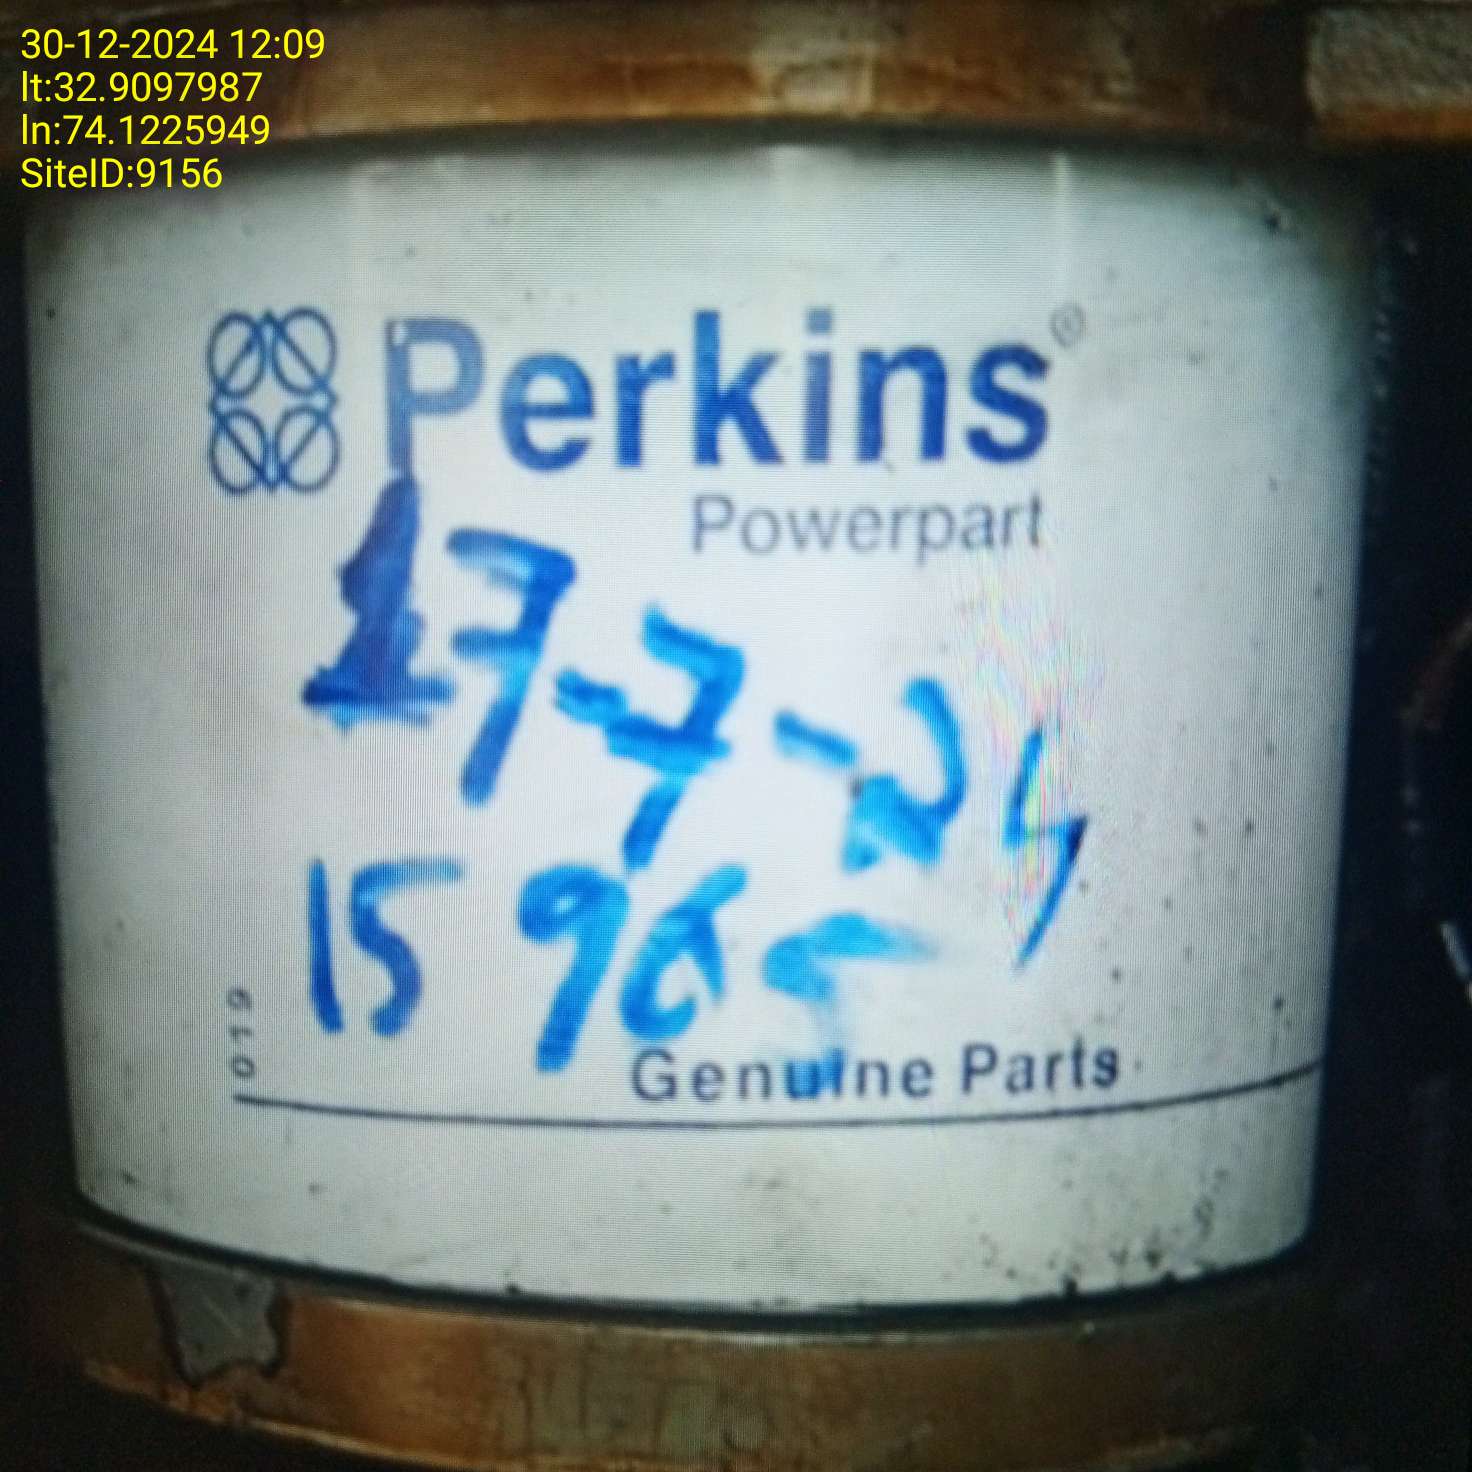 30-12-2024 12:09
lt:32.9097987
ln:74.1225949
SiteID:9156
Perkins®
Powerpart
17-7-24
15965
019
Genuine Parts